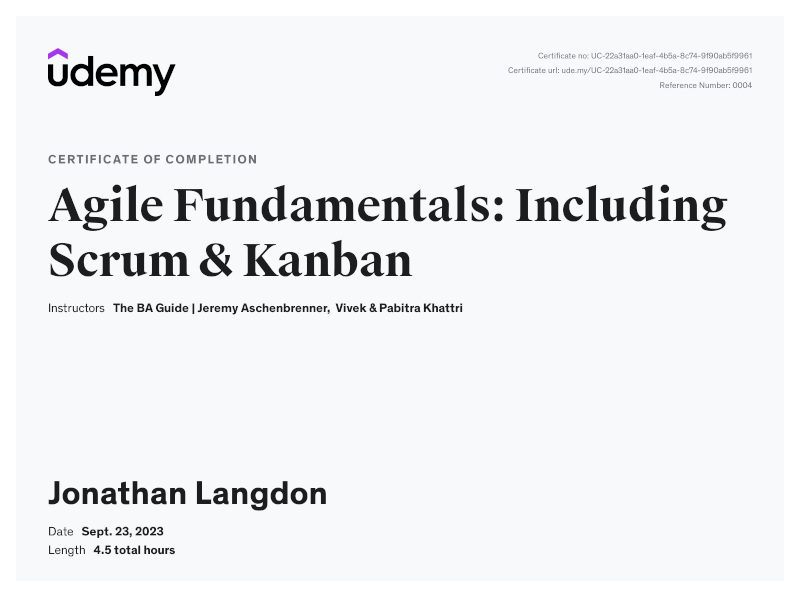 udemy
Certificate no: UC-22a31aa0-1eaf-4b5a-8c74-9f90ab5f9961
Certificate url: ude.my/UC-22a31aa0-1eaf-4b5a-8c74-9f90ab5f9961
Reference Number: 0004
CERTIFICATE OF COMPLETION
Agile Fundamentals: Including
Scrum & Kanban
Instructors The BA Guide | Jeremy Aschenbrenner, Vivek & Pabitra Khattri
Jonathan Langdon
Date Sept. 23, 2023
Length 4.5 total hours